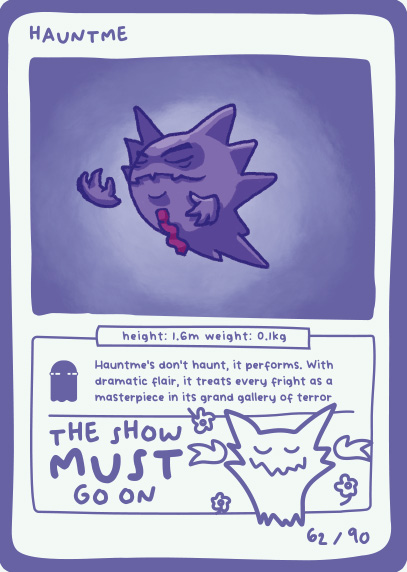 HAUNTME
height: 1.6m weight: 0.1kg
Hauntme's don't haunt, it performs. With
dramatic flair, it treats every fright as a
masterpiece in its grand gallery of terror
THE SHOW
MUST
GO ON
62 / 90